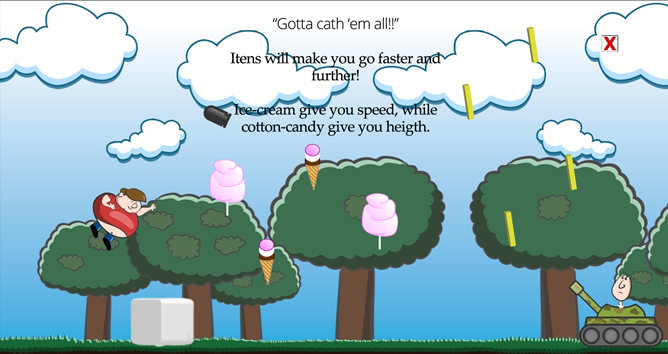 “Gotta cath ‘em all!!”
X
Itens will make you go faster and
further!
Ice-cream give you speed, while
cotton-candy give you heigth.